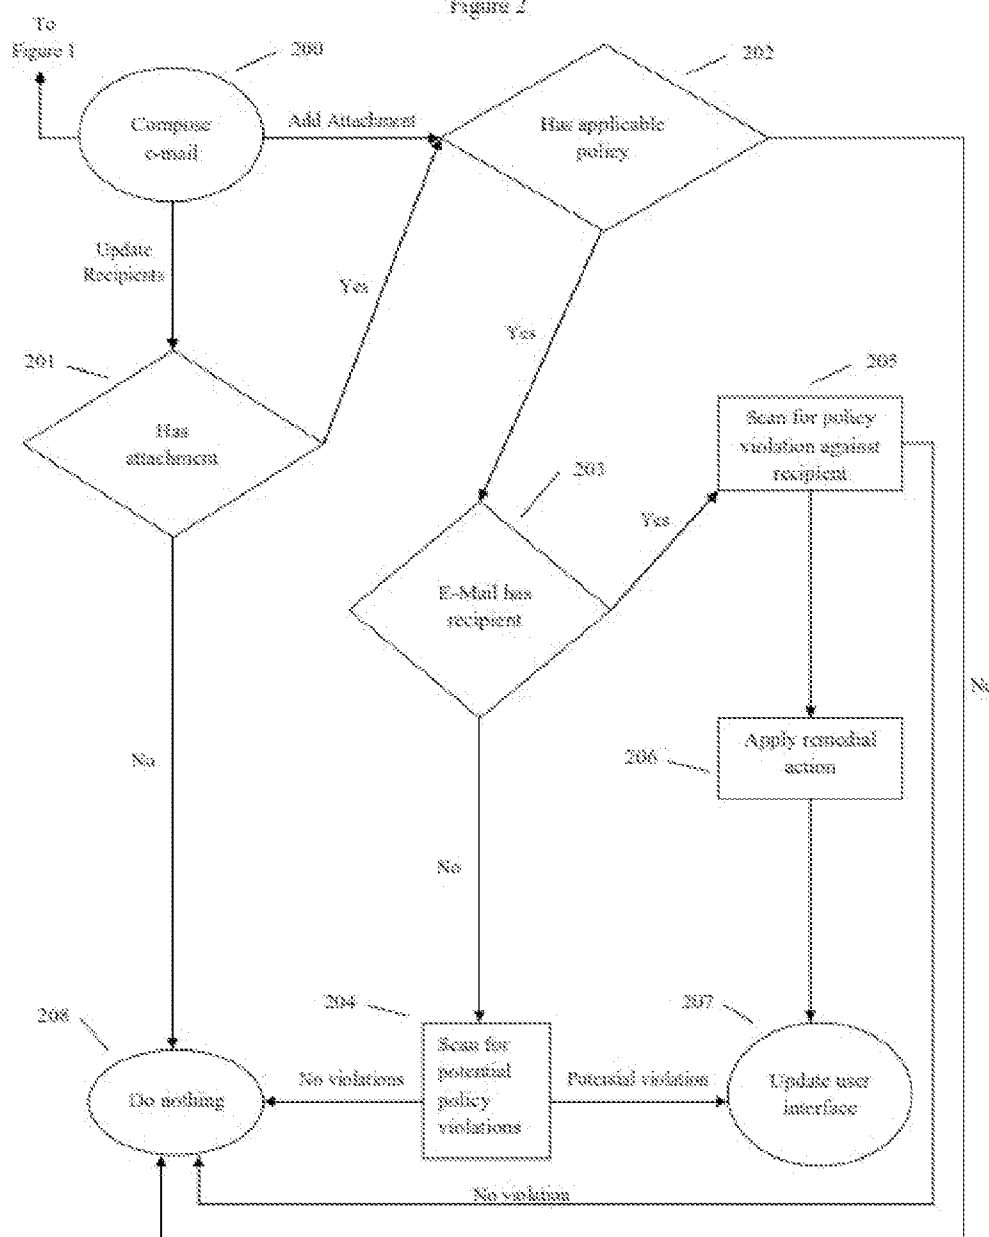 Figure 2
To
Figure 1
200
202
Compose
e-mail
Add Attachment
Has applicable
policy
Update
Recipients
Yes
Yes
201
Has
attachment
205
Scan for policy
violation against
recipient
203
Yes
E-Mail has
recipient
No
206
Apply remedial
action
No
No
208
204
207
Do nothing
No violations
Scan for
potential
policy
violations
Potential violation
Update user
interface
No violation